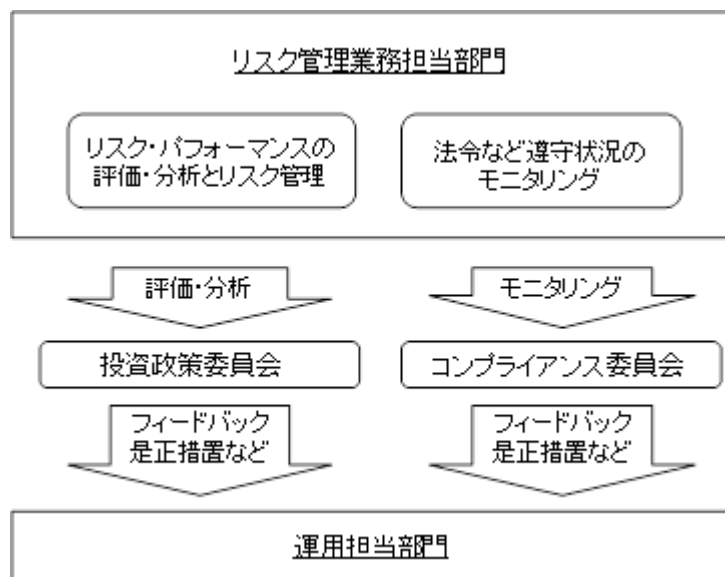 リスク管理業務担当部門
リスク・パフォーマンスの
評価・分析とリスク管理
法令など遵守状況の
モニタリング
評価・分析
モニタリング
投資政策委員会
コンプライアンス委員会
フィードバック
是正措置など
フィードバック
是正措置など
運用担当部門